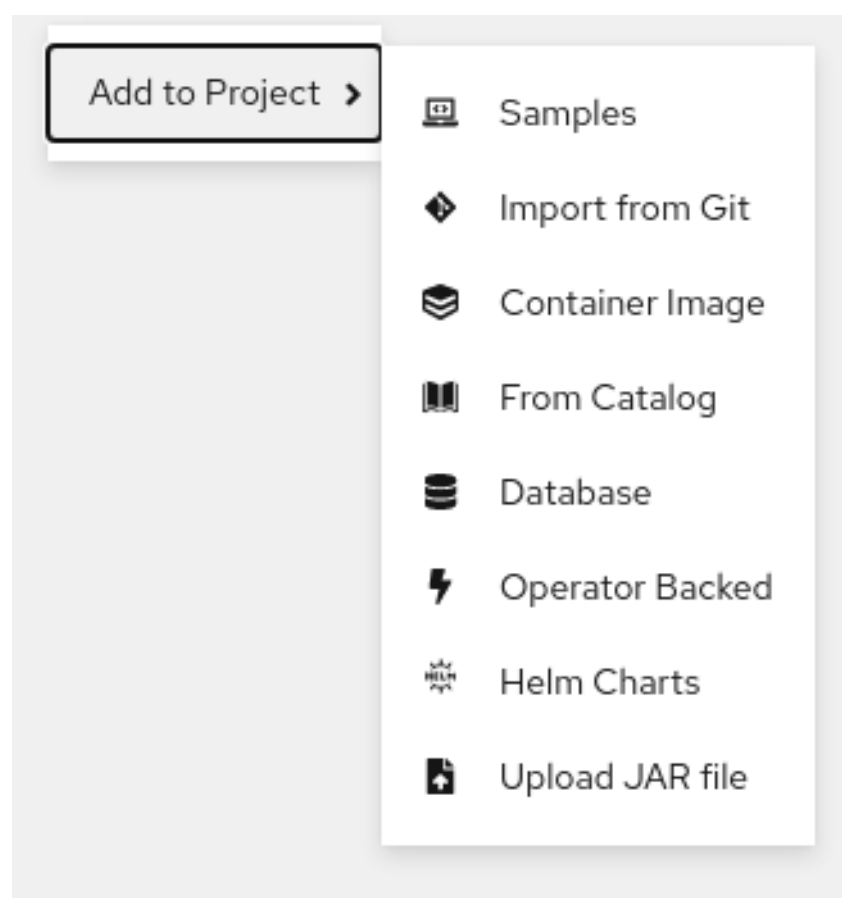 Add to Project
Samples
Import from Git
Container Image
From Catalog
Database
Operator Backed
HELM
Helm Charts
Upload JAR file